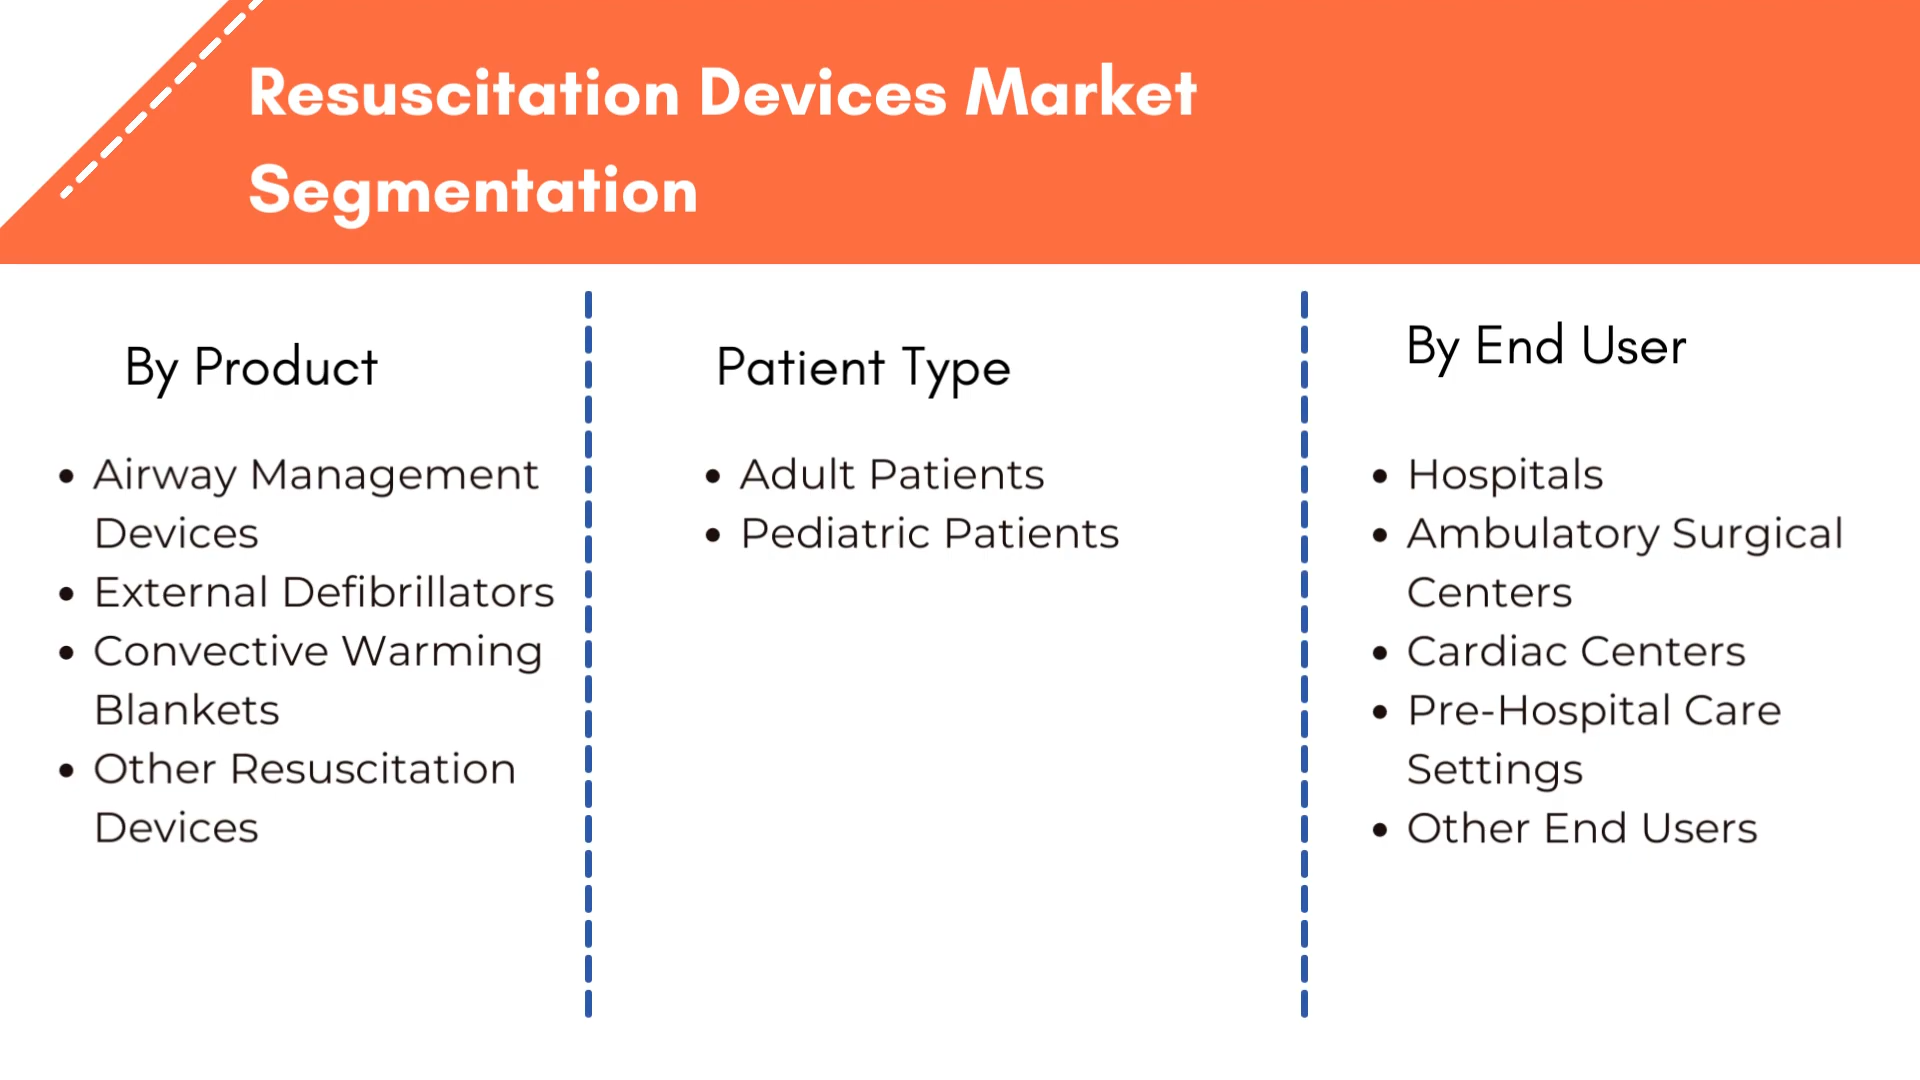 Resuscitation Devices Market
Segmentation
By Product
• Airway Management
Devices
• External Defibrillators
• Convective Warming
Blankets
• Other Resuscitation
Devices
Patient Type
• Adult Patients
• Pediatric Patients
By End User
• Hospitals
• Ambulatory Surgical
Centers
• Cardiac Centers
• Pre-Hospital Care
Settings
• Other End Users